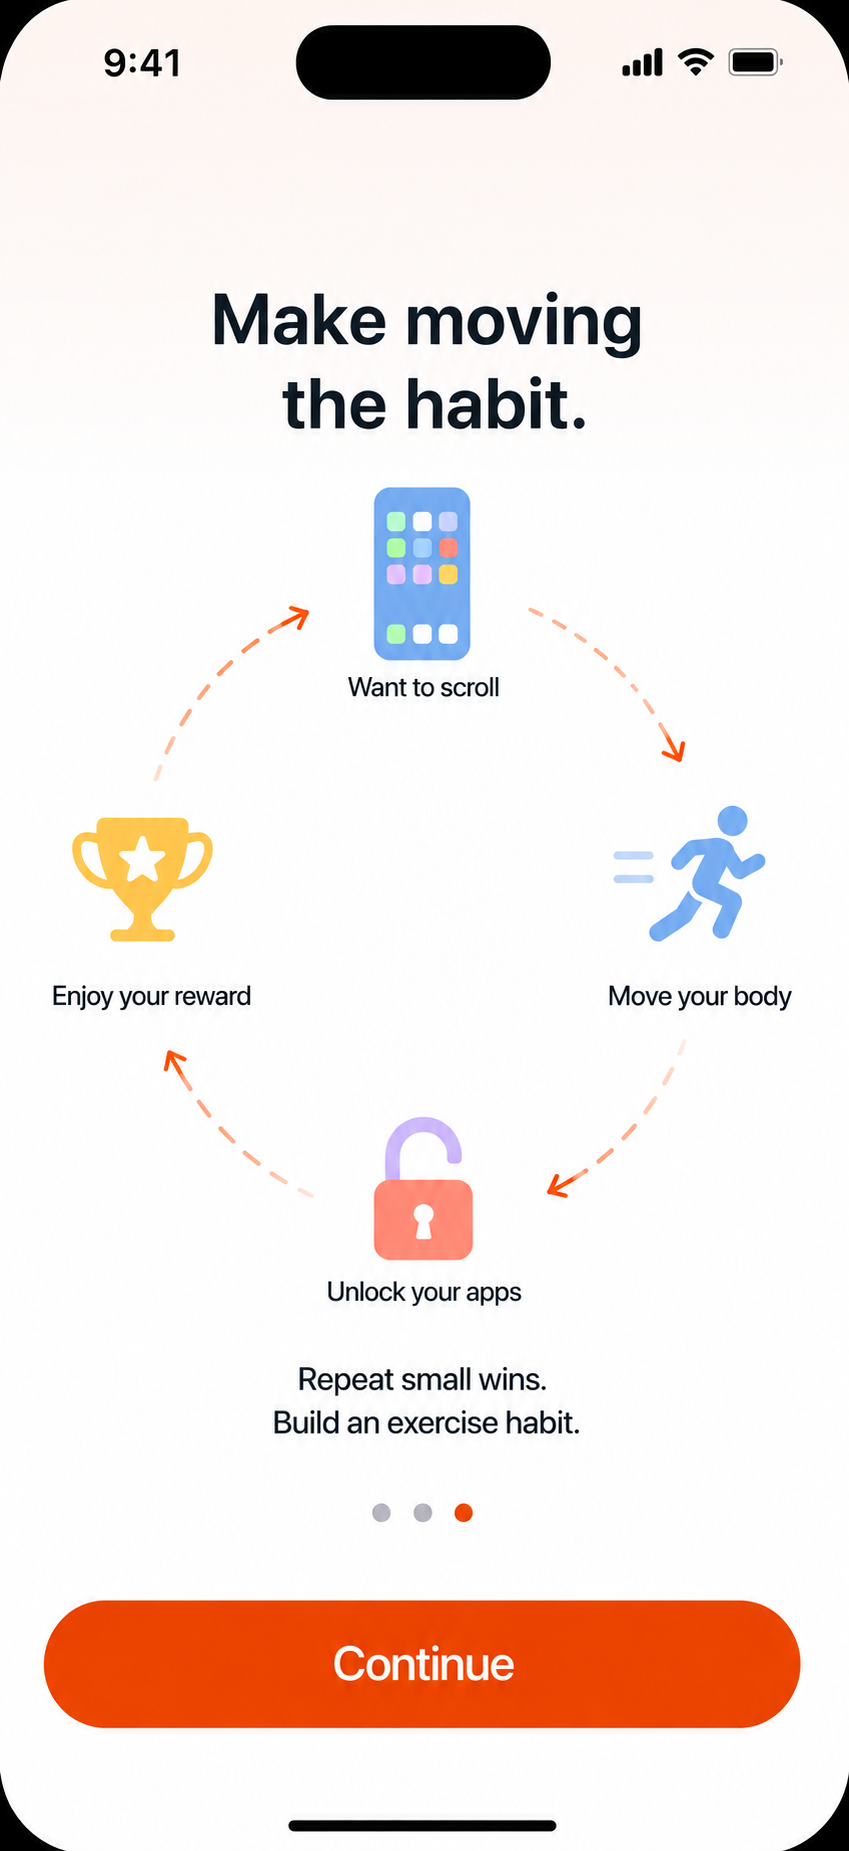 9:41
Make moving
the habit.
Want to scroll
Enjoy your reward
Move your body
Unlock your apps
Repeat small wins.
Build an exercise habit.
Continue